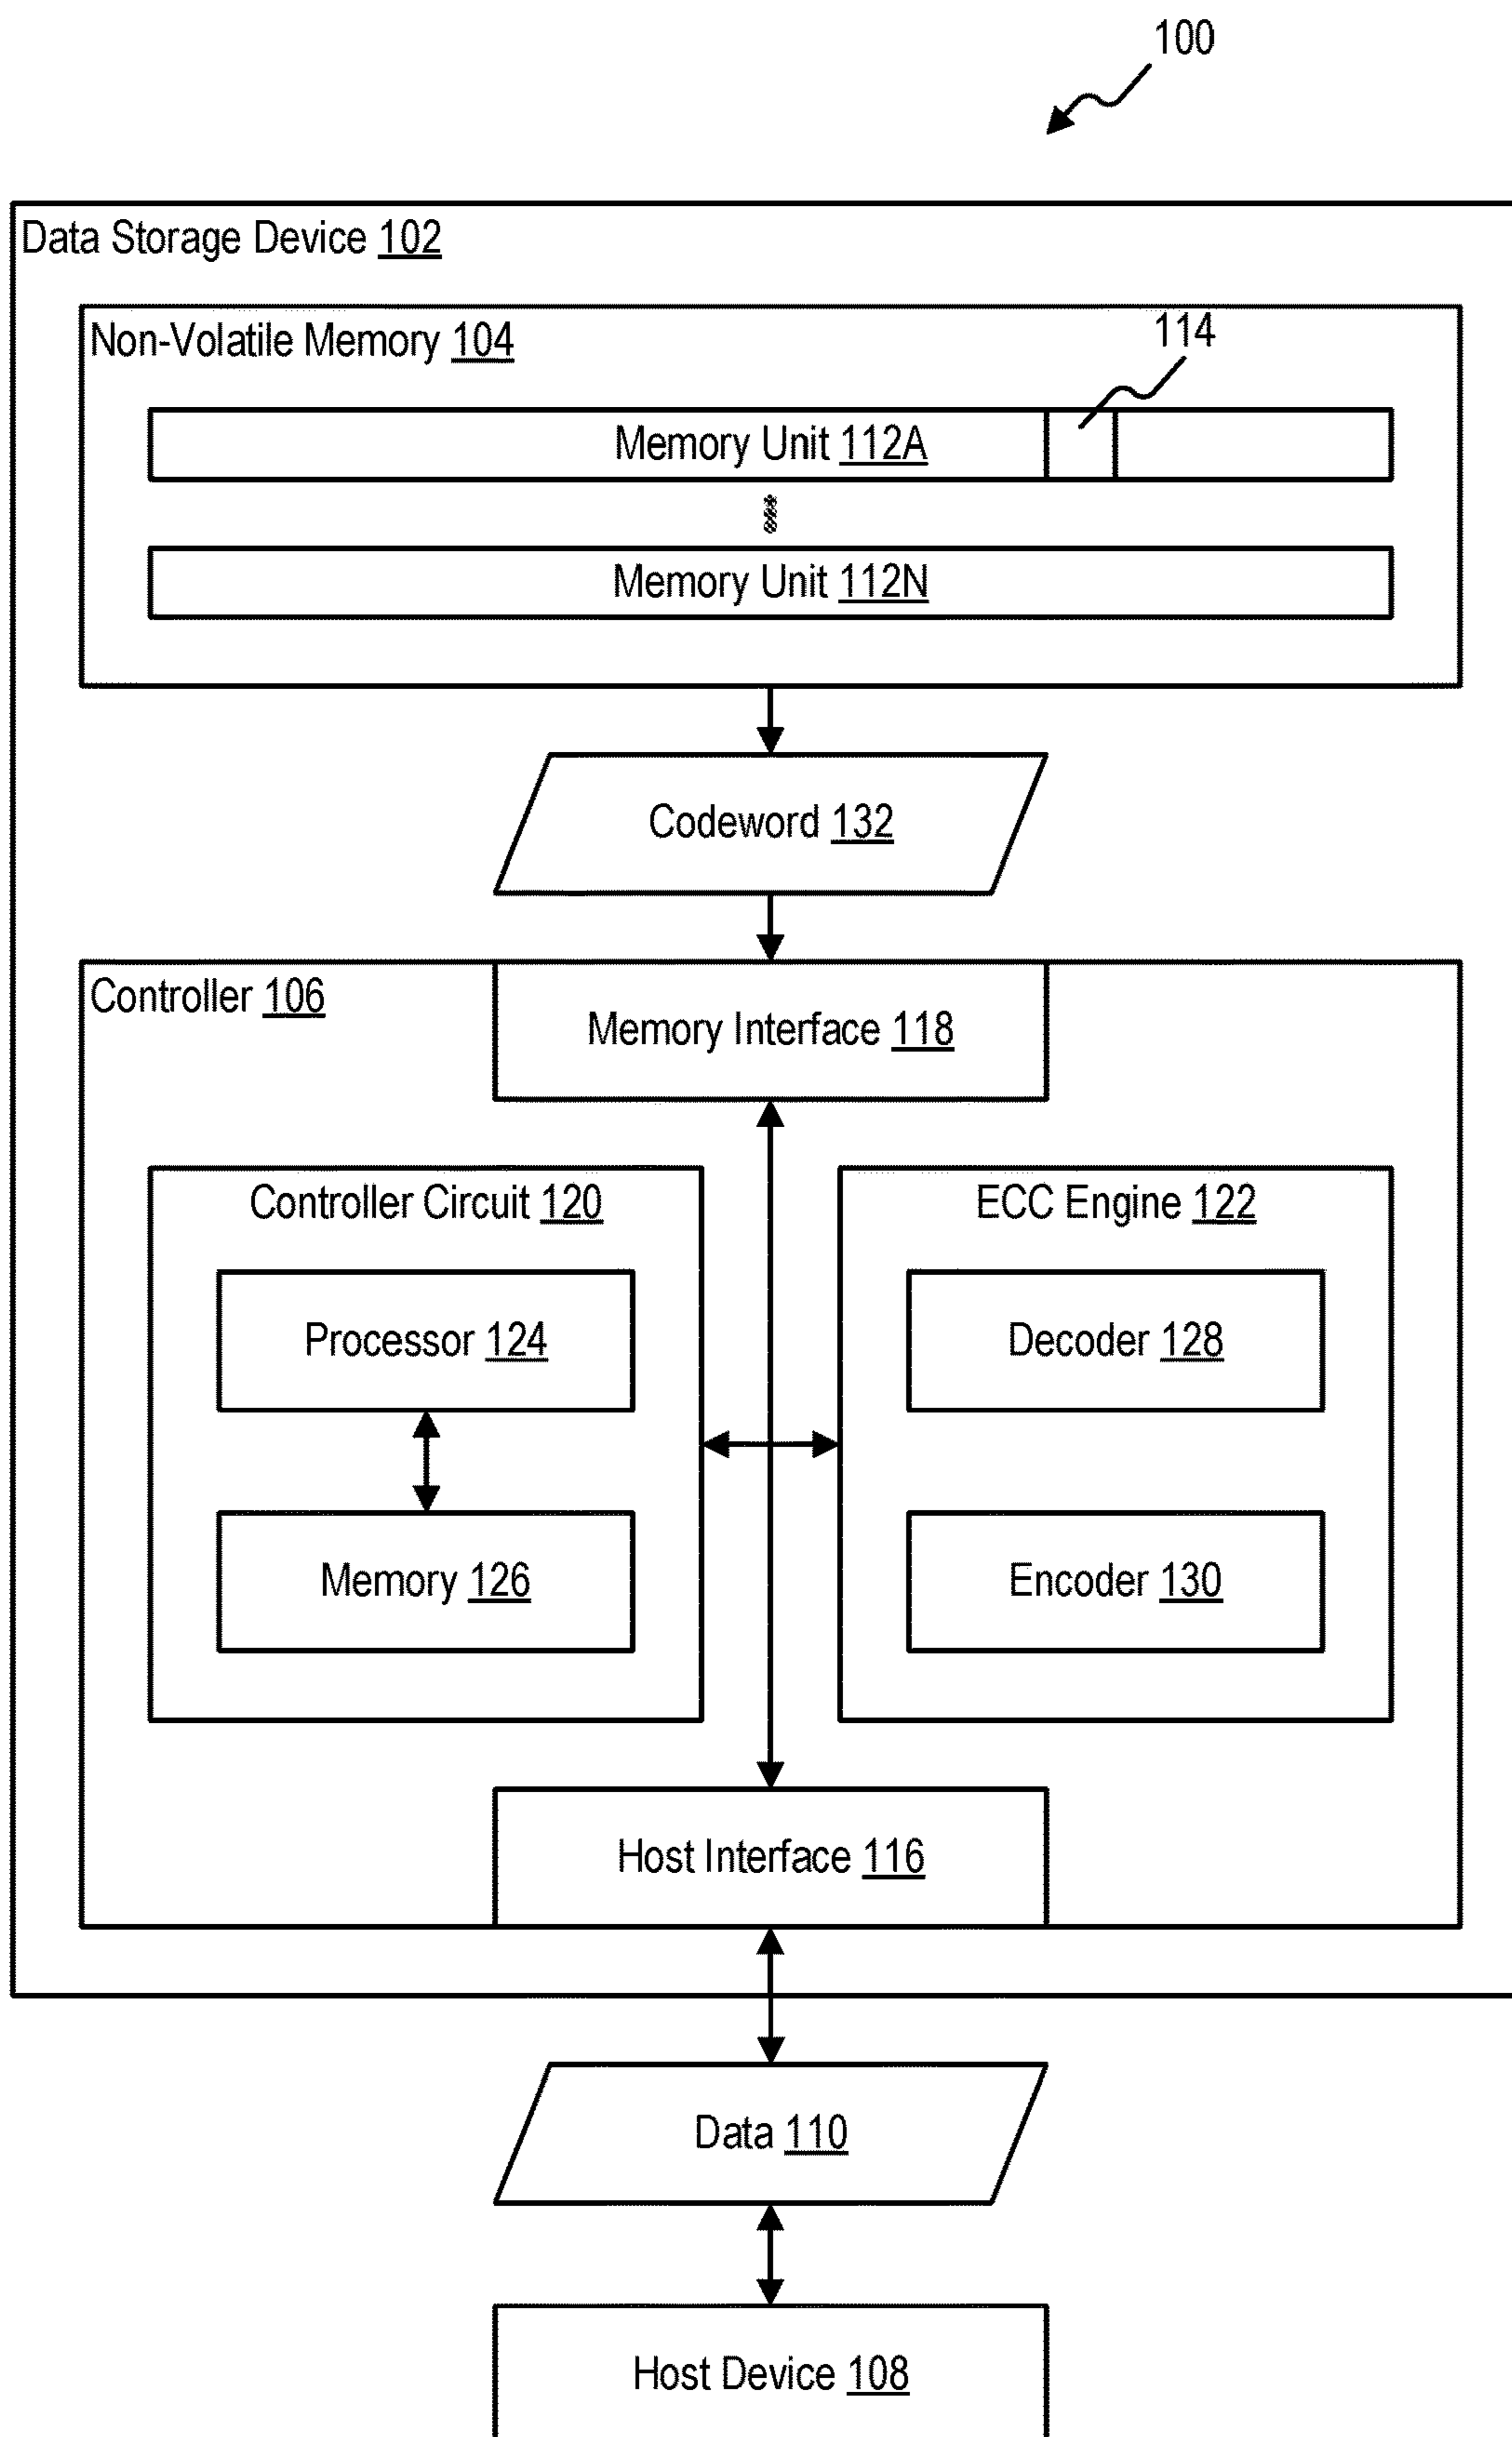 100
Data Storage Device 102
Non-Volatile Memory 104
114
Memory Unit 112A
Memory Unit 112N
Codeword 132
Controller 106
Memory Interface 118
Controller Circuit 120
ECC Engine 122
Processor 124
Decoder 128
Memory 126
Encoder 130
Host Interface 116
Data 110
Host Device 108